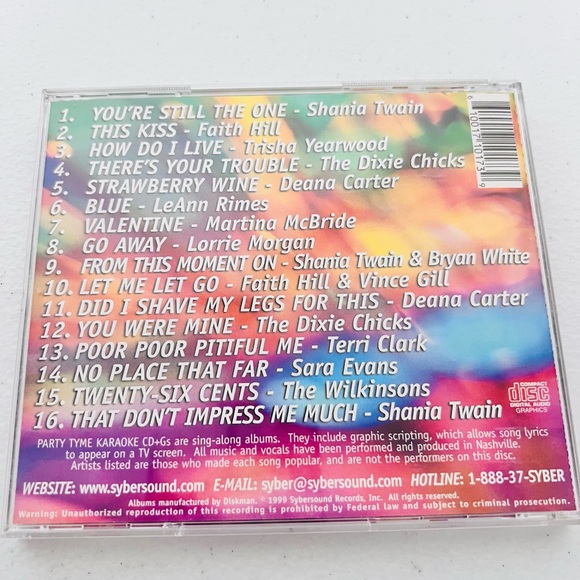 1. YOU'RE STILL THE ONE - Shania Twain
2. THIS KISS - Faith Hill
3. HOW DO I LIVE - Trisha Yearwood
4. THERE'S YOUR TROUBLE - The Dixie Chicks
5. STRAWBERRY WINE - Deana Carter
6. BLUE - LeAnn Rimes
7. VALENTINE - Martina McBride
8. GO AWAY - Lorrie Morgan
9. FROM THIS MOMENT ON - Shania Twain & Bryan White
10. LET ME LET GO - Faith Hill & Vince Gill
11. DID I SHAVE MY LEGS FOR THIS - Deana Carter
12. YOU WERE MINE - The Dixie Chicks
13. POOR POOR PITIFUL ME - Terri Clark
14. NO PLACE THAT FAR - Sara Evans
15. TWENTY-SIX CENTS - The Wilkinsons
16. THAT DON'T IMPRESS ME MUCH - Shania Twain
6 10017 10173 9
COMPACT
disc
DIGITAL AUDIO
GRAPHICS
PARTY TYME KARAOKE CD+Gs are sing-along albums. They include graphic scripting, which allows song lyrics
to appear on a TV screen. All music and vocals have been performed and produced in Nashville.
Artists listed are those who made each song popular, and are not the performers on this disc.
WEBSITE: www.sybersound.com E-MAIL: syber@sybersound.com HOTLINE: 1-888-37-SYBER
Albums manufactured by Diskman. © 1999 Sybersound Records, Inc. All rights reserved.
Warning: Unauthorized reproduction of this recording is prohibited by Federal law and subject to criminal prosecution.